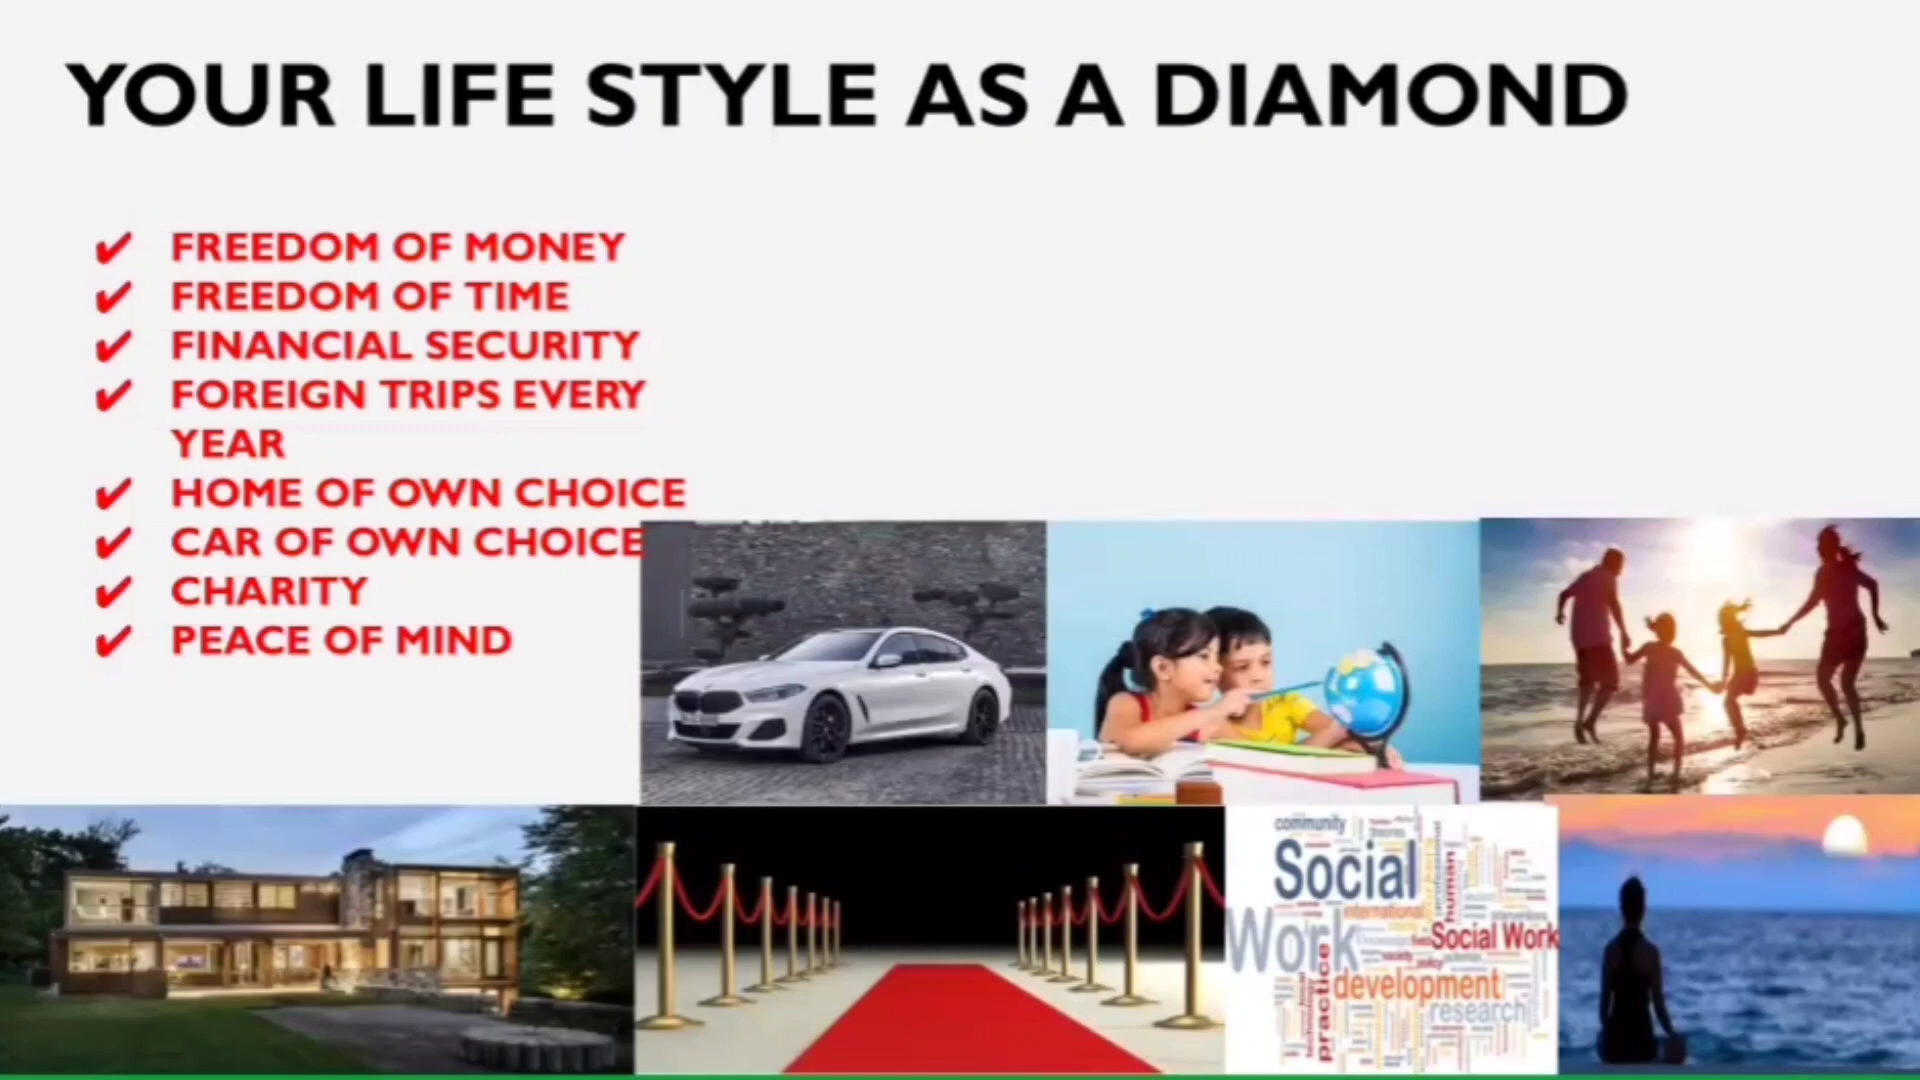 YOUR LIFE STYLE AS A DIAMOND
✔ FREEDOM OF MONEY
✔ FREEDOM OF TIME
✔ FINANCIAL SECURITY
✔ FOREIGN TRIPS EVERY
YEAR
✔ HOME OF OWN CHOICE
✔ CAR OF OWN CHOICE
✔ CHARITY
✔ PEACE OF MIND
community
Social
human
international
Work
Social Work
development
research
practice